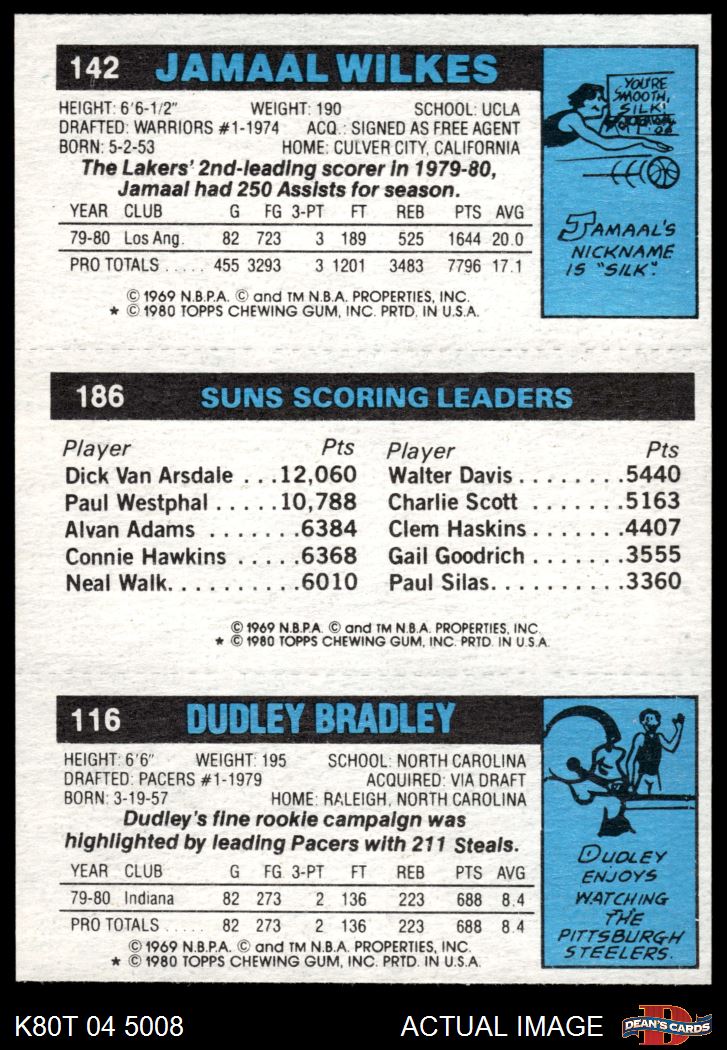 142 JAMAAL WILKES
HEIGHT: 6'6-1/2" WEIGHT: 190 SCHOOL: UCLA
DRAFTED: WARRIORS #1-1974 ACQ.: SIGNED AS FREE AGENT
BORN: 5-2-53 HOME: CULVER CITY, CALIFORNIA
The Lakers' 2nd-leading scorer in 1979-80,
Jamaal had 250 Assists for season.
YEAR CLUB G FG 3-PT FT REB PTS AVG
79-80 Los Ang. 82 723 3 189 525 1644 20.0
PRO TOTALS ..... 455 3293 3 1201 3483 7796 17.1
© 1969 N.B.P.A. © and TM N.B.A. PROPERTIES, INC.
★ © 1980 TOPPS CHEWING GUM, INC. PRTD. IN U.S.A.
YOU'RE
SMOOTH,
SILK!
JAMAAL'S
NICKNAME
IS "SILK".
186 SUNS SCORING LEADERS
Player Pts Player Pts
Dick Van Arsdale ...12,060 Walter Davis ........5440
Paul Westphal .....10,788 Charlie Scott .......5163
Alvan Adams .......6384 Clem Haskins ........4407
Connie Hawkins .....6368 Gail Goodrich .......3555
Neal Walk..........6010 Paul Silas..........3360
© 1969 N.B.P.A. © and TM N.B.A. PROPERTIES, INC.
★ © 1980 TOPPS CHEWING GUM, INC. PRTD. IN U.S.A.
116 DUDLEY BRADLEY
HEIGHT: 6'6" WEIGHT: 195 SCHOOL: NORTH CAROLINA
DRAFTED: PACERS #1-1979 ACQUIRED: VIA DRAFT
BORN: 3-19-57 HOME: RALEIGH, NORTH CAROLINA
Dudley's fine rookie campaign was
highlighted by leading Pacers with 211 Steals.
YEAR CLUB G FG 3-PT FT REB PTS AVG
79-80 Indiana 82 273 2 136 223 688 8.4
PRO TOTALS ..... 82 273 2 136 223 688 8.4
© 1969 N.B.P.A. © and TM N.B.A. PROPERTIES, INC.
★ © 1980 TOPPS CHEWING GUM, INC. PRTD. IN U.S.A.
DUDLEY
ENJOYS
WATCHING
THE
PITTSBURGH
STEELERS.
K80T 04 5008 ACTUAL IMAGE D DEAN'S CARDS